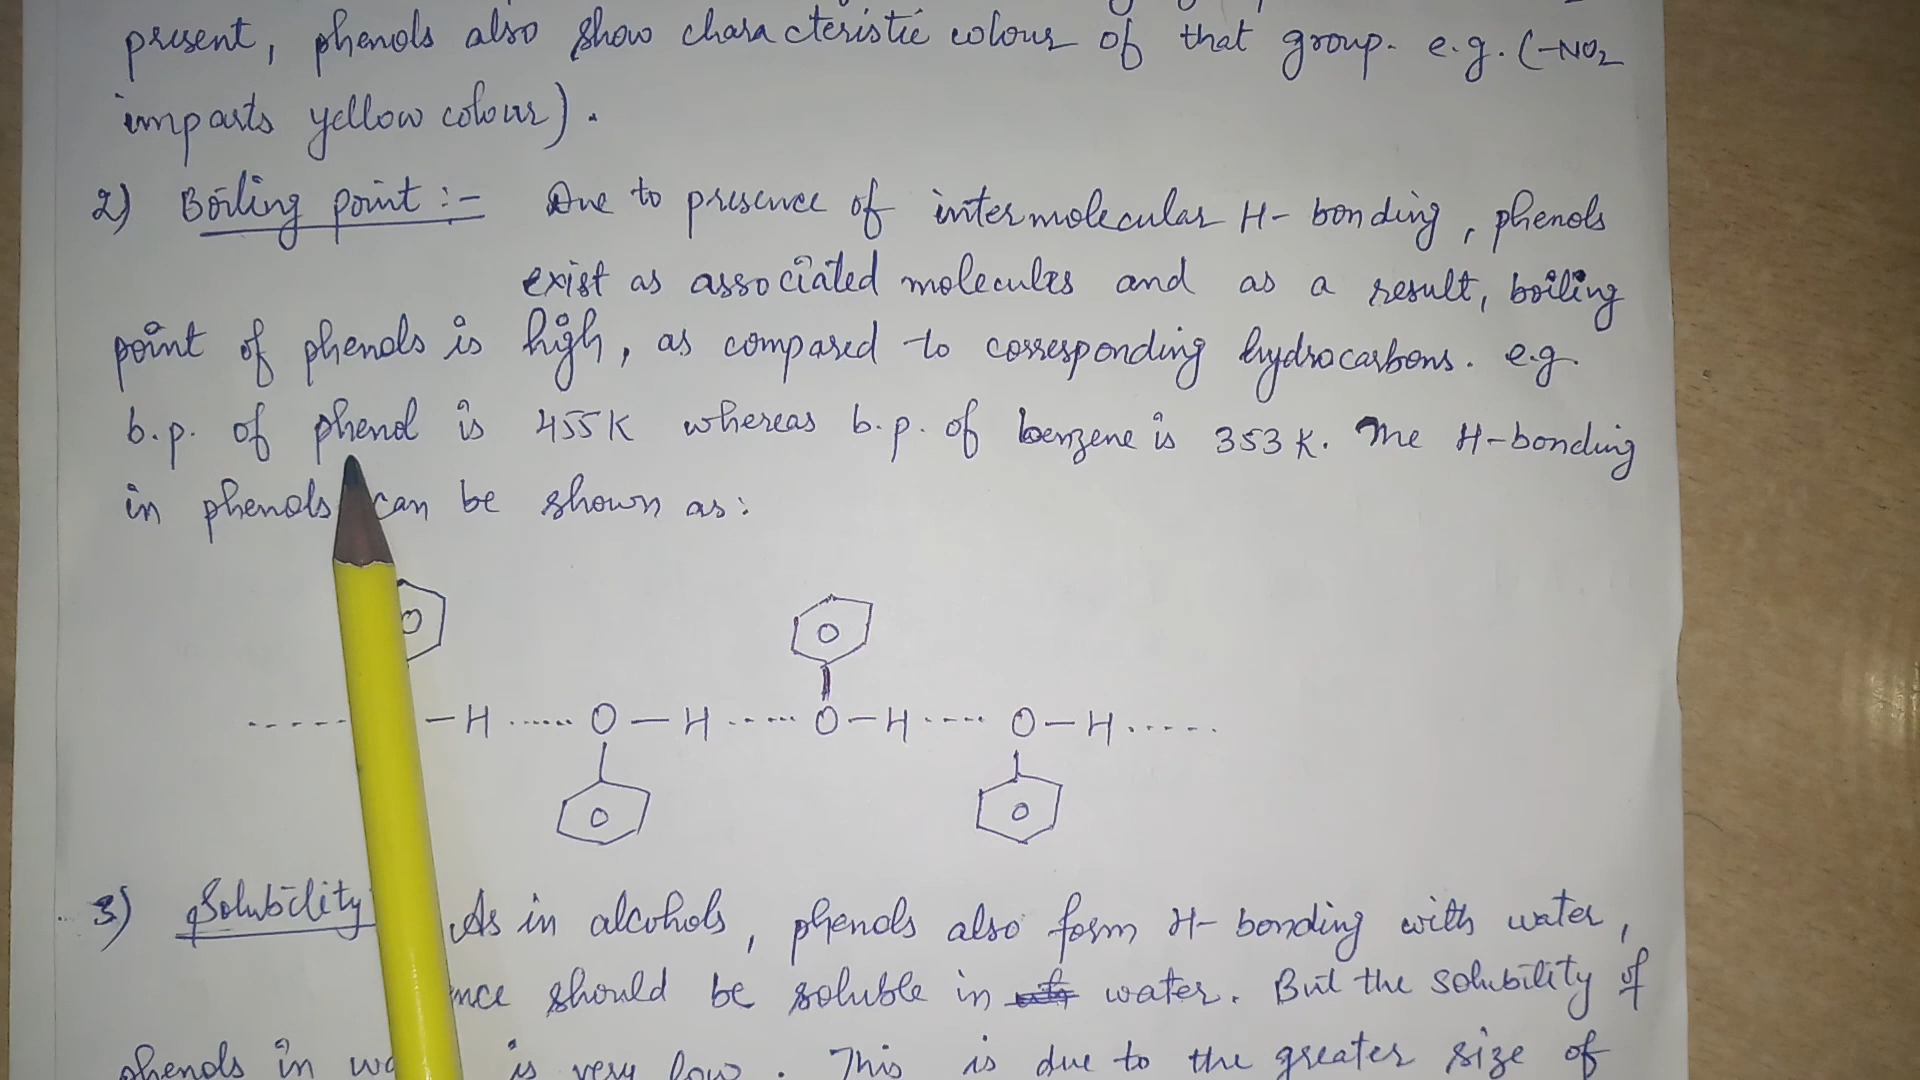 present, phenols also show characteristic colour of that group. e.g. (-NO2
imparts yellow colour).
2) Boiling point :- Due to presence of intermolecular H- bonding, phenols
exist as associated molecules and as a result, boiling
point of phenols is high, as compared to corresponding hydrocarbons. e.g.
b.p. of phenol is 455K whereas b.p. of benzene is 353 K. The H-bonding
in phenols can be shown as:
----- -H ...... O-H ...... O-H ..... O-H .....
3) Solubility As in alcohols, phenols also form H- bonding with water,
should be soluble in water. But the solubility of
phenols in is very low. This is due to the greater size of